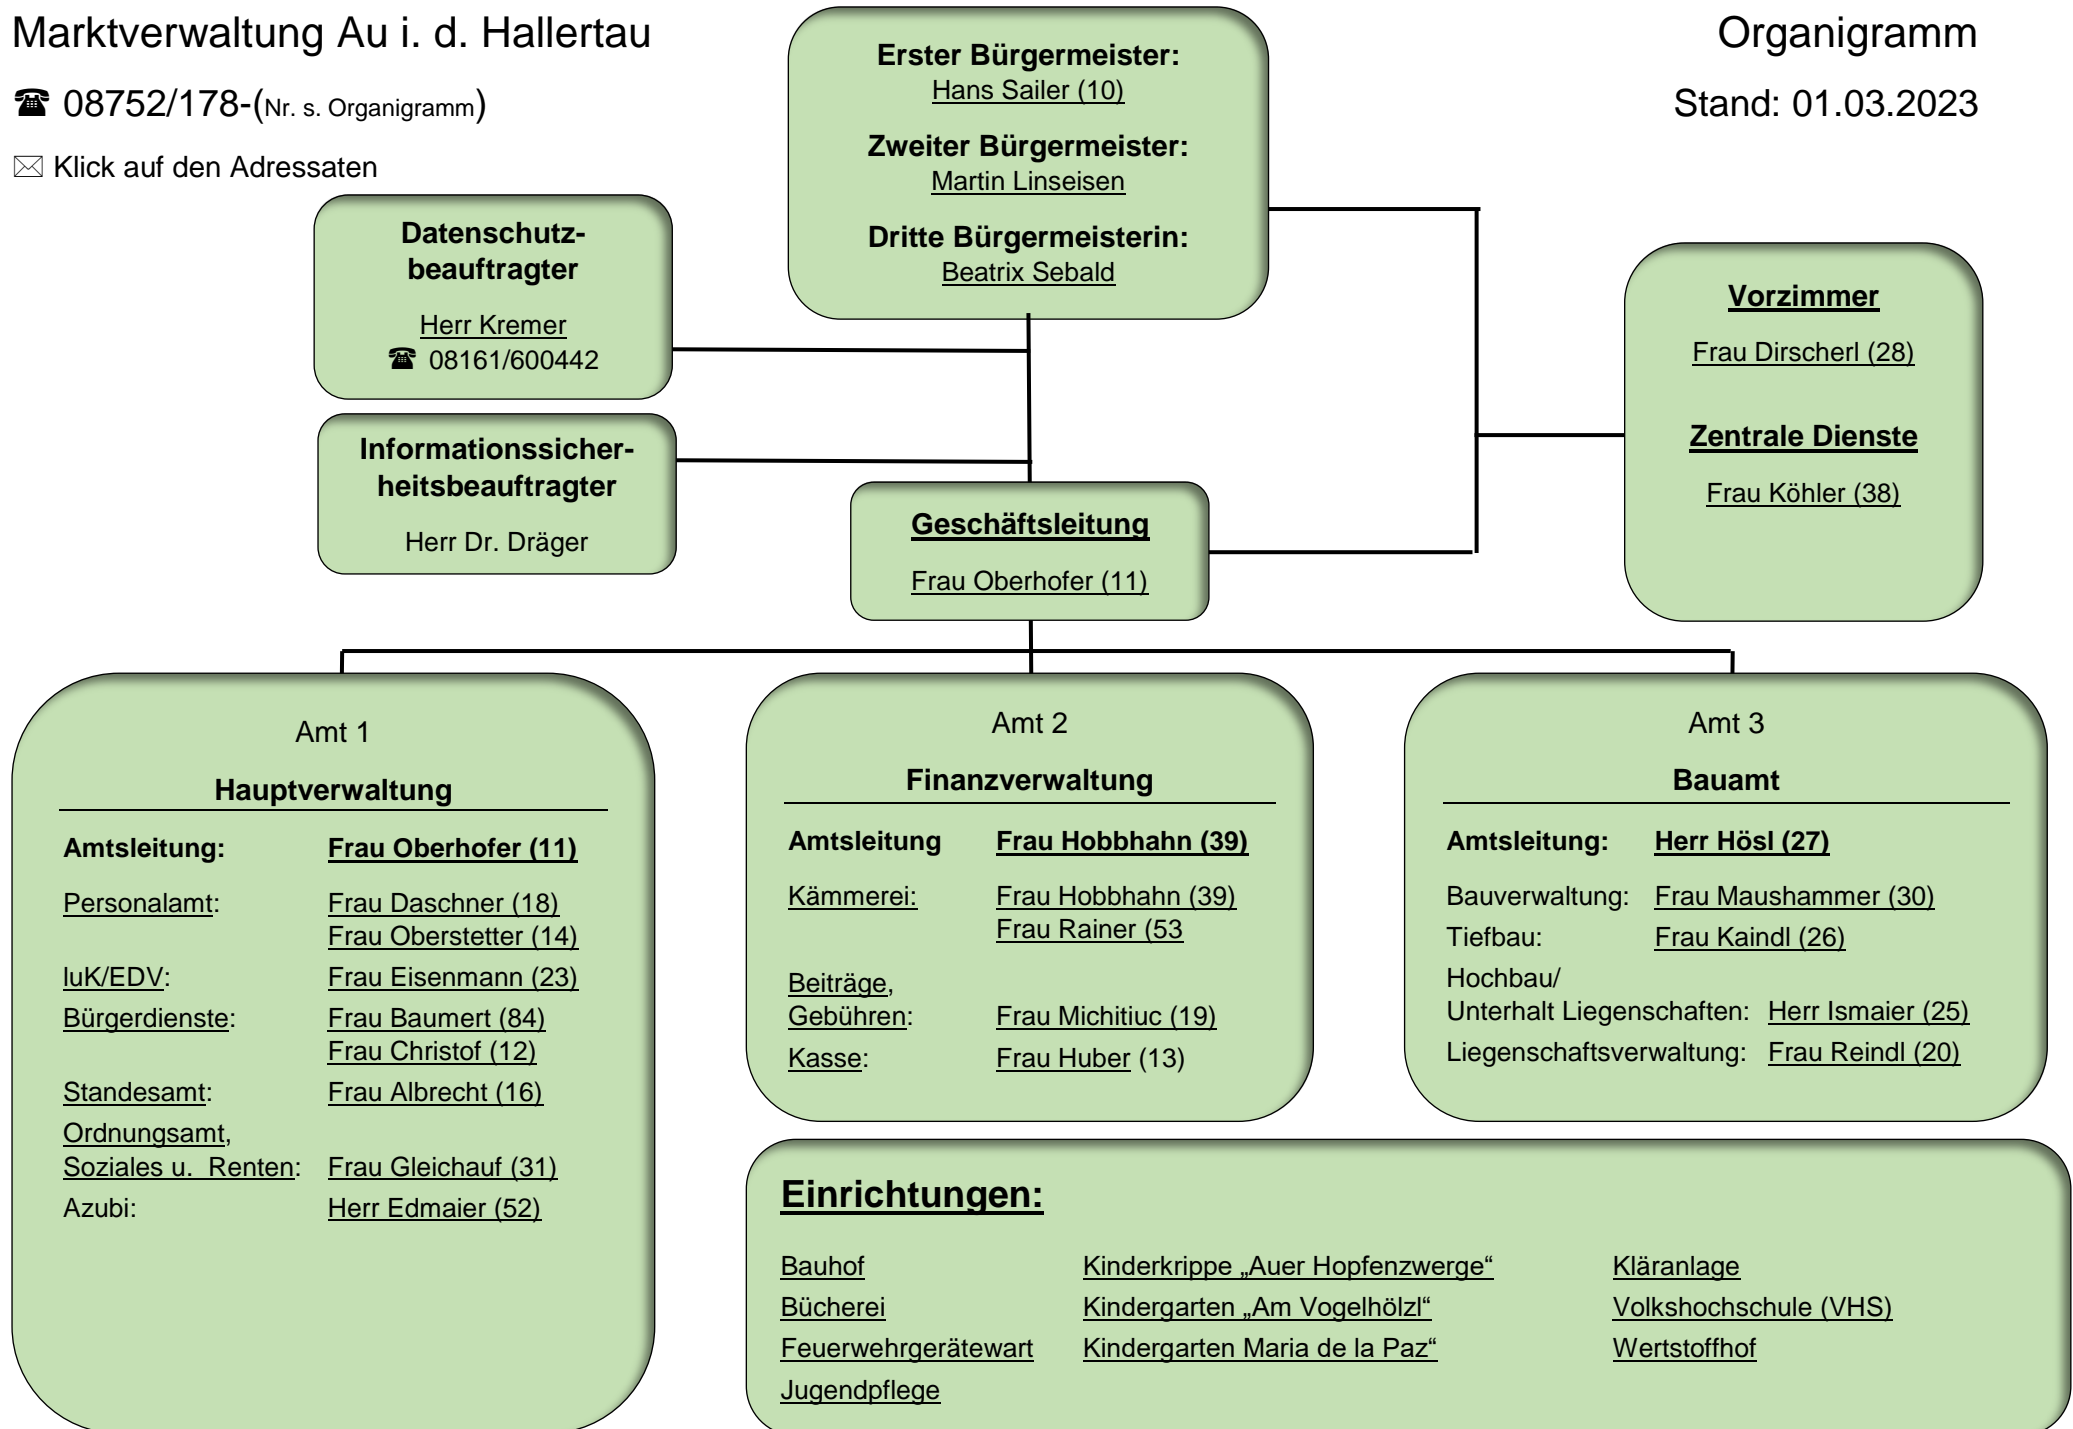 Marktverwaltung Au i. d. Hallertau
☎ 08752/178-(Nr. s. Organigramm)
✉ Klick auf den Adressaten
Organigramm
Stand: 01.03.2023
Erster Bürgermeister:
Hans Sailer (10)
Zweiter Bürgermeister:
Martin Linseisen
Dritte Bürgermeisterin:
Beatrix Sebald
Datenschutz-
beauftragter
Herr Kremer
☎ 08161/600442
Informationssicher-
heitsbeauftragter
Herr Dr. Dräger
Vorzimmer
Frau Dirscherl (28)
Zentrale Dienste
Frau Köhler (38)
Geschäftsleitung
Frau Oberhofer (11)
Amt 1
Hauptverwaltung
Amtsleitung: Frau Oberhofer (11)
Personalamt: Frau Daschner (18)
Frau Oberstetter (14)
IuK/EDV: Frau Eisenmann (23)
Bürgerdienste: Frau Baumert (84)
Frau Christof (12)
Standesamt: Frau Albrecht (16)
Ordnungsamt,
Soziales u. Renten: Frau Gleichauf (31)
Azubi: Herr Edmaier (52)
Amt 2
Finanzverwaltung
Amtsleitung Frau Hobbhahn (39)
Kämmerei: Frau Hobbhahn (39)
Frau Rainer (53
Beiträge,
Gebühren: Frau Michitiuc (19)
Kasse: Frau Huber (13)
Amt 3
Bauamt
Amtsleitung: Herr Hösl (27)
Bauverwaltung: Frau Maushammer (30)
Tiefbau: Frau Kaindl (26)
Hochbau/
Unterhalt Liegenschaften: Herr Ismaier (25)
Liegenschaftsverwaltung: Frau Reindl (20)
Einrichtungen:
Bauhof Kinderkrippe „Auer Hopfenzwerge“ Kläranlage
Bücherei Kindergarten „Am Vogelhölzl“ Volkshochschule (VHS)
Feuerwehrgerätewart Kindergarten Maria de la Paz“ Wertstoffhof
Jugendpflege